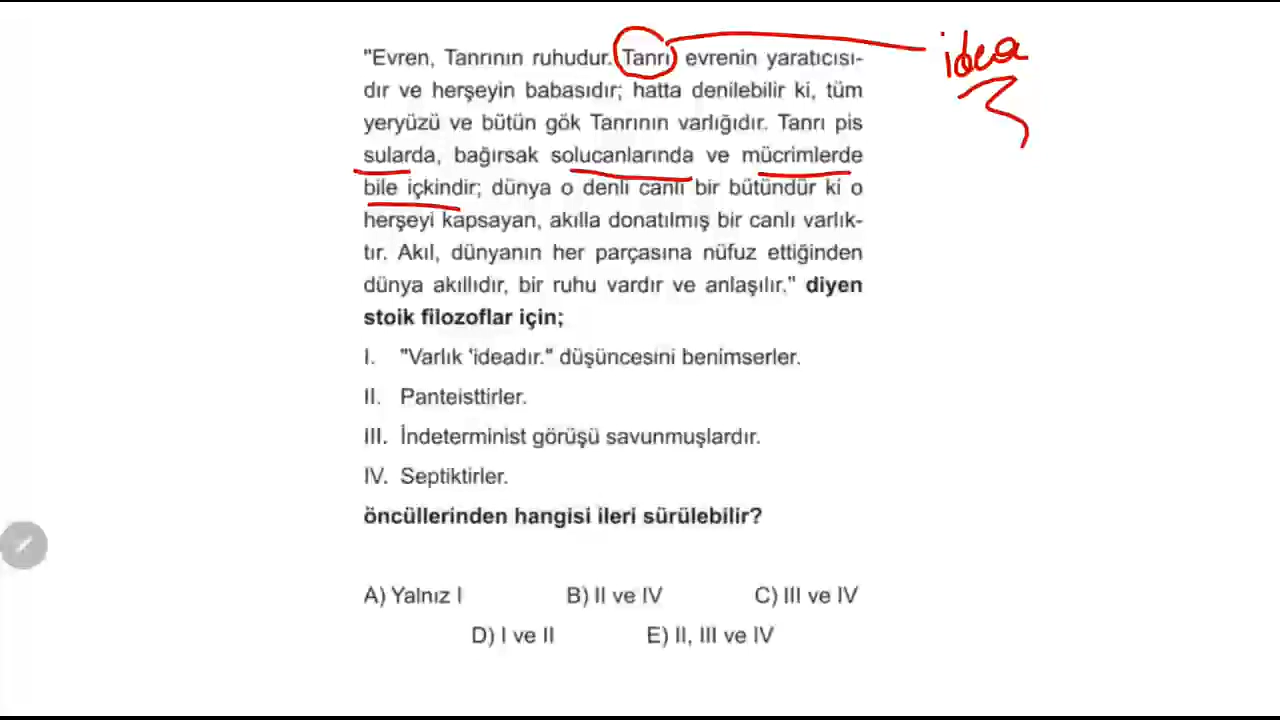 "Evren, Tanrının ruhudur. Tanrı evrenin yaratıcısı-
dır ve herşeyin babasıdır; hatta denilebilir ki, tüm
yeryüzü ve bütün gök Tanrının varlığıdır. Tanrı pis
sularda, bağırsak solucanlarında ve mücrimlerde
bile içkindir; dünya o denli canlı bir bütündür ki o
herşeyi kapsayan, akılla donatılmış bir canlı varlık-
tır. Akıl, dünyanın her parçasına nüfuz ettiğinden
dünya akıllıdır, bir ruhu vardır ve anlaşılır." diyen
stoik filozoflar için;
I. "Varlık 'ideadır." düşüncesini benimserler.
II. Panteisttirler.
III. İndeterminist görüşü savunmuşlardır.
IV. Septiktirler.
öncüllerinden hangisi ileri sürülebilir?
A) Yalnız I B) II ve IV C) III ve IV
D) I ve II E) II, III ve IV
idea